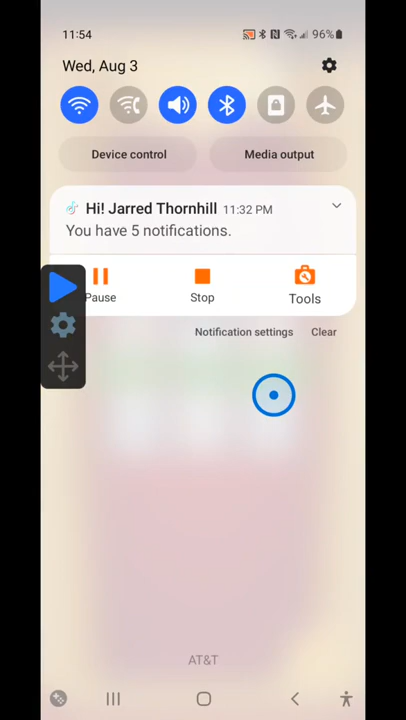 11:54
96%
Wed, Aug 3
Device control
Media output
Hi! Jarred Thornhill 11:32 PM
You have 5 notifications.
Pause
Stop
Tools
Notification settings
Clear
AT&T